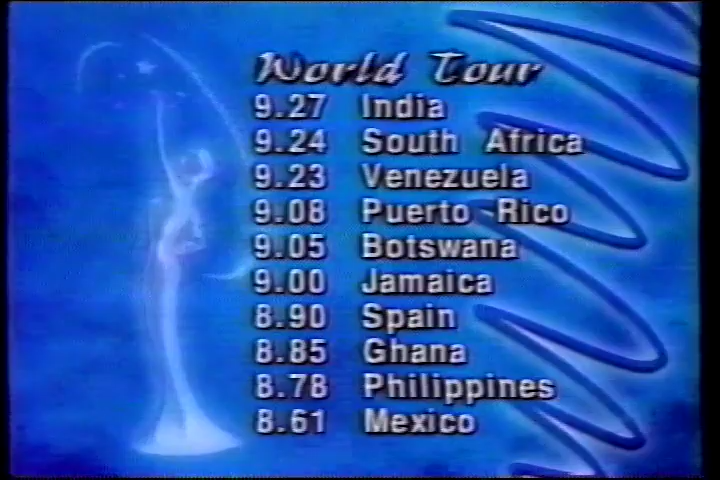 World Tour
9.27 India
9.24 South Africa
9.23 Venezuela
9.08 Puerto Rico
9.05 Botswana
9.00 Jamaica
8.90 Spain
8.85 Ghana
8.78 Philippines
8.61 Mexico